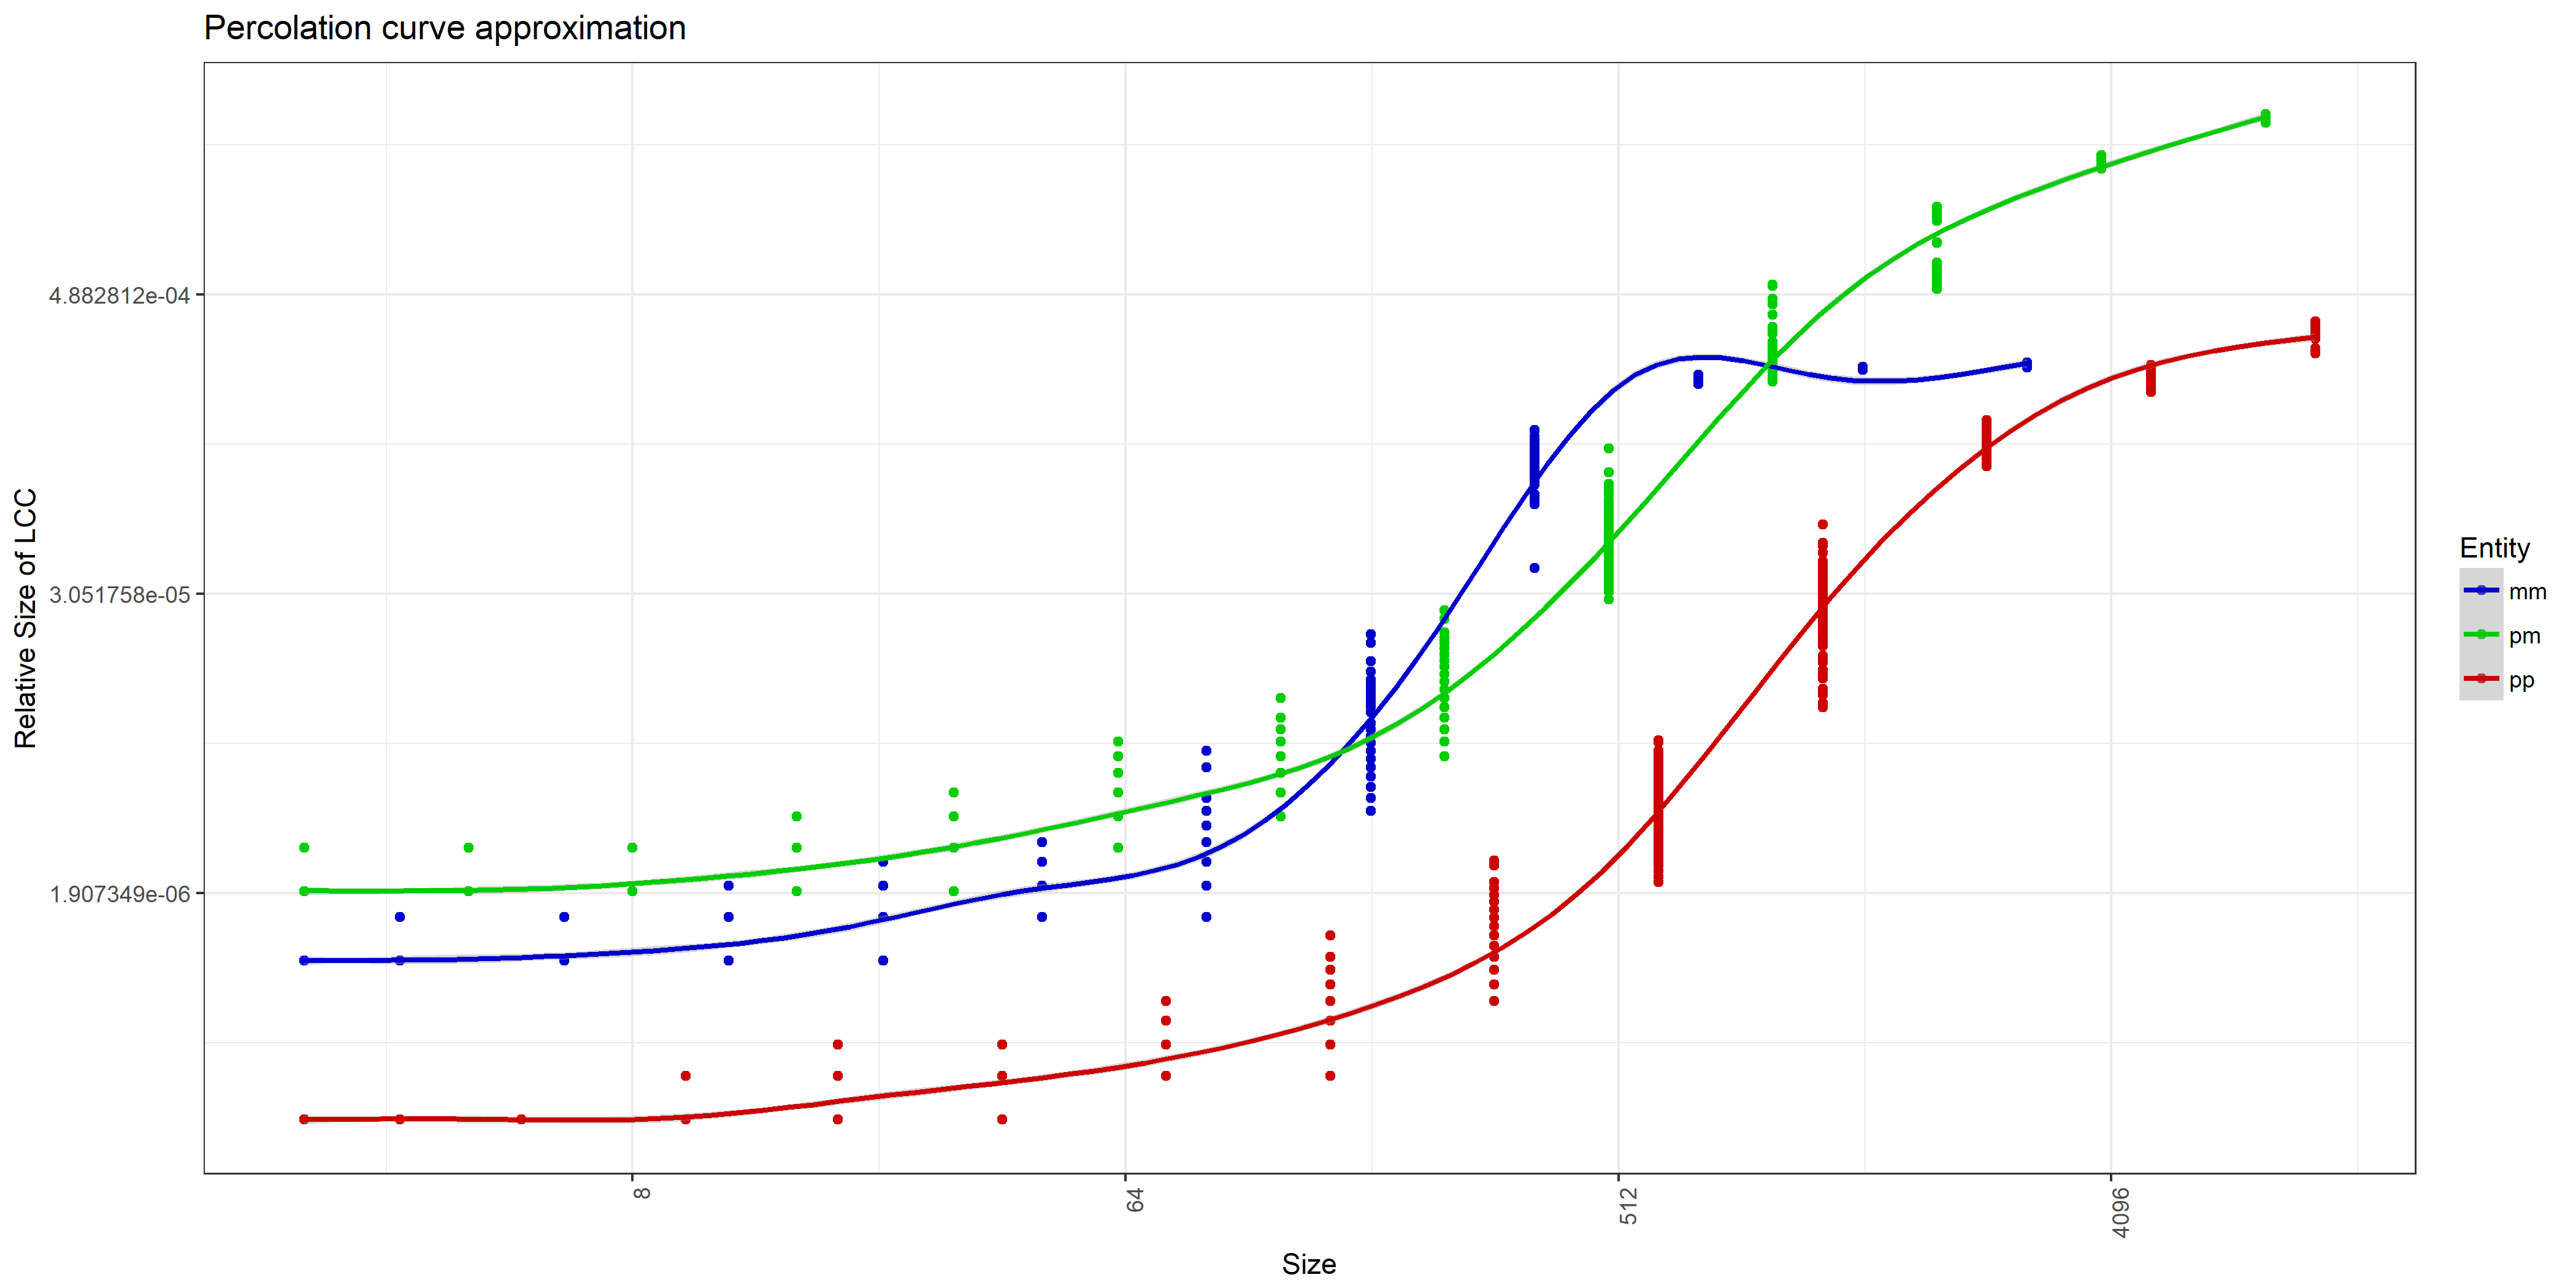 Percolation curve approximation
Relative Size of LCC
4.882812e-04
3.051758e-05
1.907349e-06
8
64
512
4096
Size
Entity
mm
pm
pp